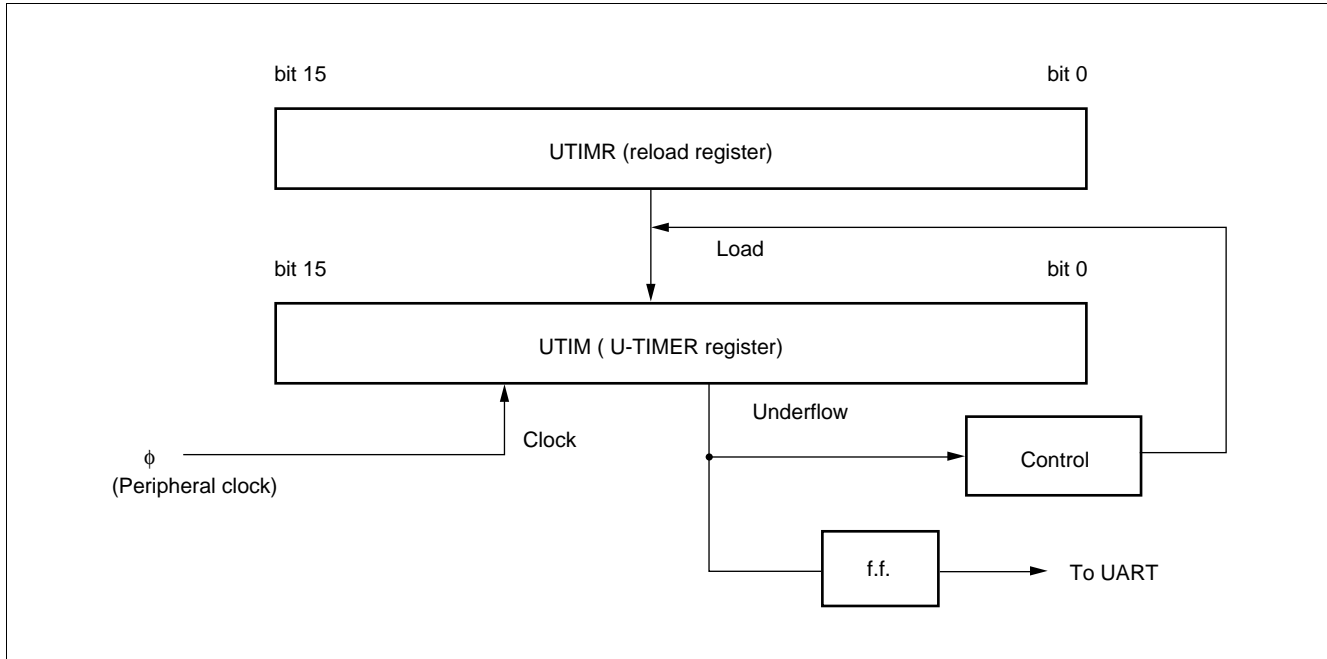 bit 15
bit 0
UTIMR (reload register)
Load
bit 15
bit 0
UTIM ( U-TIMER register)
Underflow
Clock
Control
ϕ
(Peripheral clock)
f.f.
To UART